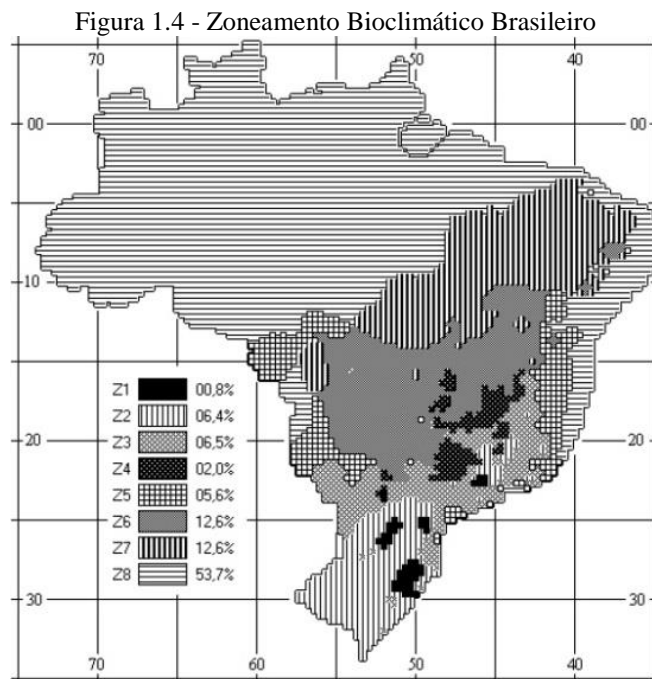 Figura 1.4 - Zoneamento Bioclimático Brasileiro
70 60 50 40
00 00
10 10
Z1 00,8%
Z2 06,4%
Z3 06,5%
Z4 02,0%
Z5 05,6%
Z6 12,6%
Z7 12,6%
Z8 53,7%
20 20
30 30
70 60 50 40